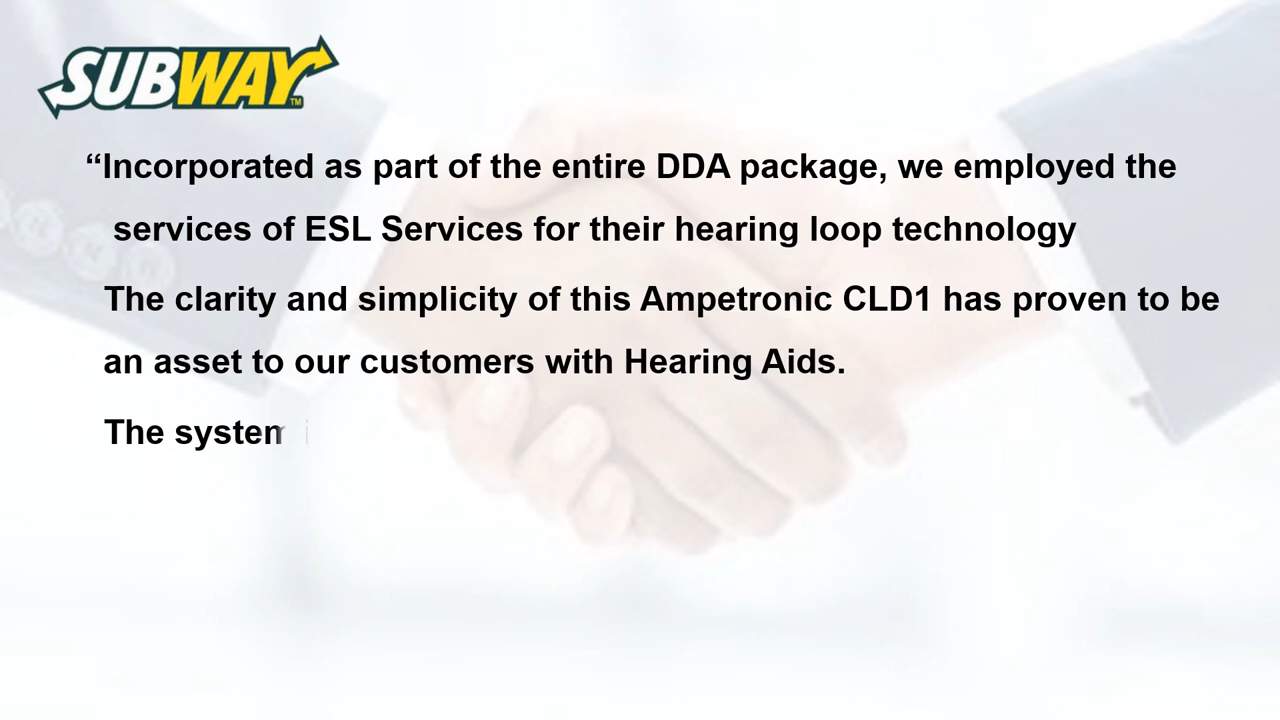 SUBWAY™
“Incorporated as part of the entire DDA package, we employed the
services of ESL Services for their hearing loop technology
The clarity and simplicity of this Ampetronic CLD1 has proven to be
an asset to our customers with Hearing Aids.
The system